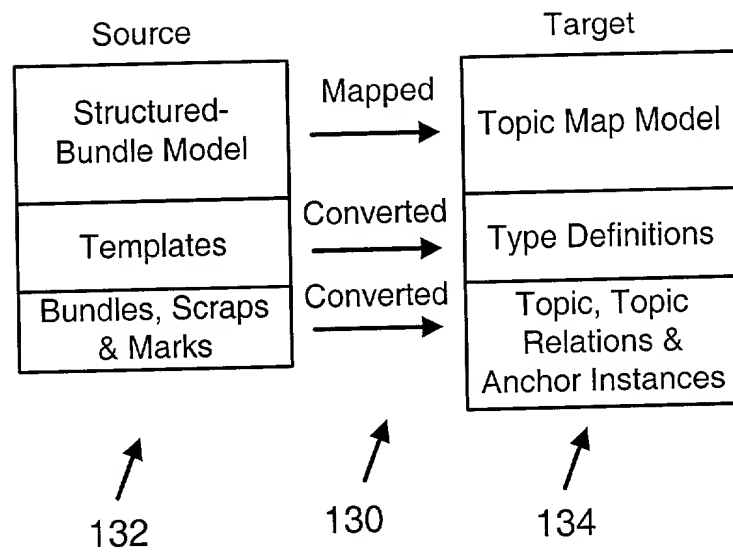 Source
Target
Structured-
Bundle Model
Mapped
Topic Map Model
Templates
Converted
Type Definitions
Bundles, Scraps
& Marks
Converted
Topic, Topic
Relations &
Anchor Instances
132
130
134